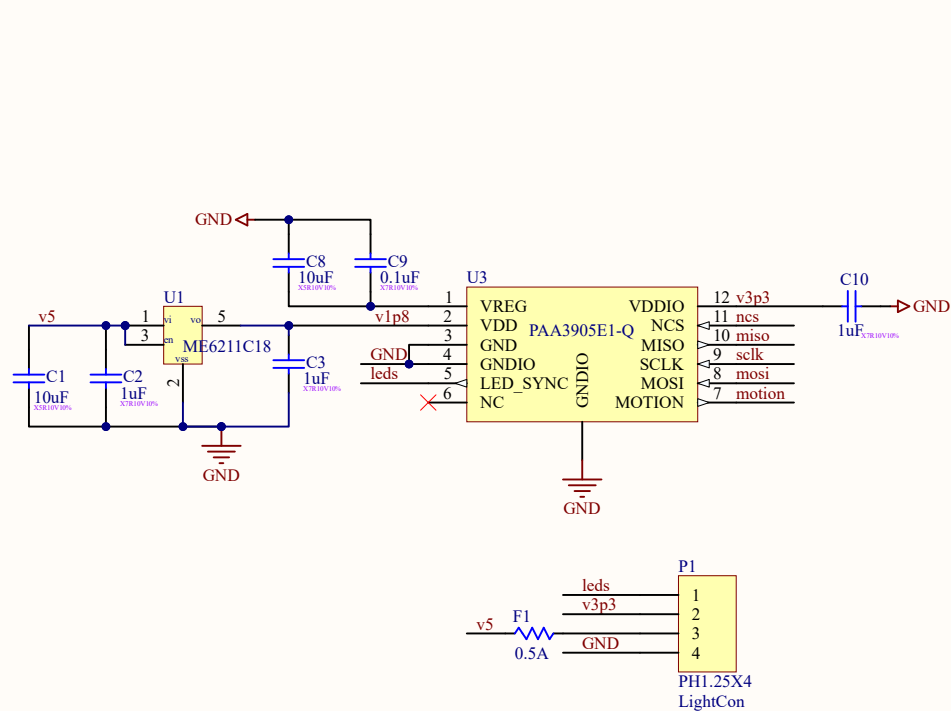 GND
C8
10uF
X5R10V10%
C9
0.1uF
X7R10V10%
U1
v5
1
3
vi
en
vo
vss
5
2
ME6211C18
C1
10uF
X5R10V10%
C2
1uF
X7R10V10%
C3
1uF
X7R10V10%
GND
v1p8
GND
leds
U3
1
2
3
4
5
6
VREG
VDD
GND
GNDIO
LED_SYNC
NC
PAA3905E1-Q
GNDIO
VDDIO
NCS
MISO
SCLK
MOSI
MOTION
12 v3p3
11 ncs
10 miso
9 sclk
8 mosi
7 motion
C10
1uF
X7R10V10%
GND
GND
P1
leds
v3p3
v5
F1
0.5A
GND
1
2
3
4
PH1.25X4
LightCon